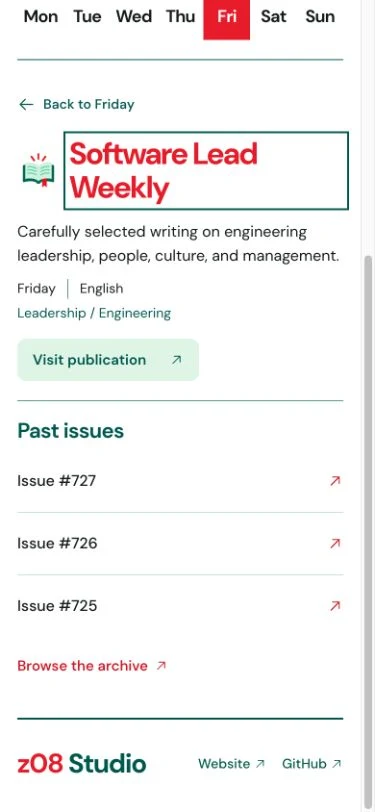 Mon Tue Wed Thu Fri Sat Sun
← Back to Friday
Software Lead
Weekly
Carefully selected writing on engineering
leadership, people, culture, and management.
Friday | English
Leadership / Engineering
Visit publication ↗
Past issues
Issue #727 ↗
Issue #726 ↗
Issue #725 ↗
Browse the archive ↗
zO8 Studio Website ↗ GitHub ↗